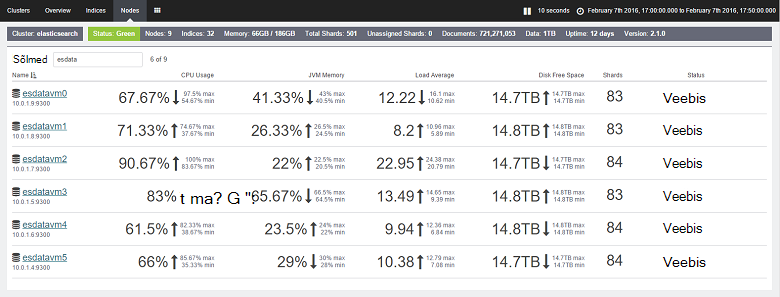 Clusters Overview Indices Nodes 10 seconds February 7th 2016, 17:00:00.000 to February 7th 2016, 17:50:00.000
Cluster: elasticsearch Status: Green Nodes: 9 Indices: 32 Memory: 66GB / 186GB Total Shards: 501 Unassigned Shards: 0 Documents: 721,271,053 Data: 1TB Uptime: 12 days Version: 2.1.0
Sõlmed esdata 6 of 9
Name CPU Usage JVM Memory Load Average Disk Free Space Shards Status
esdatavm0 67.67% 97.5% max 41.33% 43% max 12.22 16.1 max 14.7TB 14.7TB max 83 Veebis
10.0.1.9:9300 54.67% min 40.5% min 10.62 min 14.7TB min
esdatavm1 71.33% 74.67% max 26.33% 26.5% max 8.2 10.96 max 14.8TB 14.8TB max 83 Veebis
10.0.1.8:9300 37.67% min 24.5% min 5.89 min 14.8TB min
esdatavm2 90.67% 100% max 22% 22.5% max 22.95 24.38 max 14.8TB 14.8TB max 84 Veebis
10.0.1.7:9300 83.67% min 20.5% min 20.79 min 14.8TB min
esdatavm3 83% t ma? G "? 65.67% 66.5% max 13.49 14.65 max 14.8TB 14.8TB max 83 Veebis
10.0.1.5:9300 64.5% min 9.39 min 14.8TB min
esdatavm4 61.5% 82.33% max 23.5% 24% max 9.94 12.36 max 14.8TB 14.8TB max 84 Veebis
10.0.1.6:9300 38.67% min 22% min 6.84 min 14.8TB min
esdatavm5 66% 85.67% max 29% 30% max 10.38 12.79 max 14.7TB 14.7TB max 84 Veebis
10.0.1.4:9300 35.33% min 28% min 7.08 min 14.7TB min